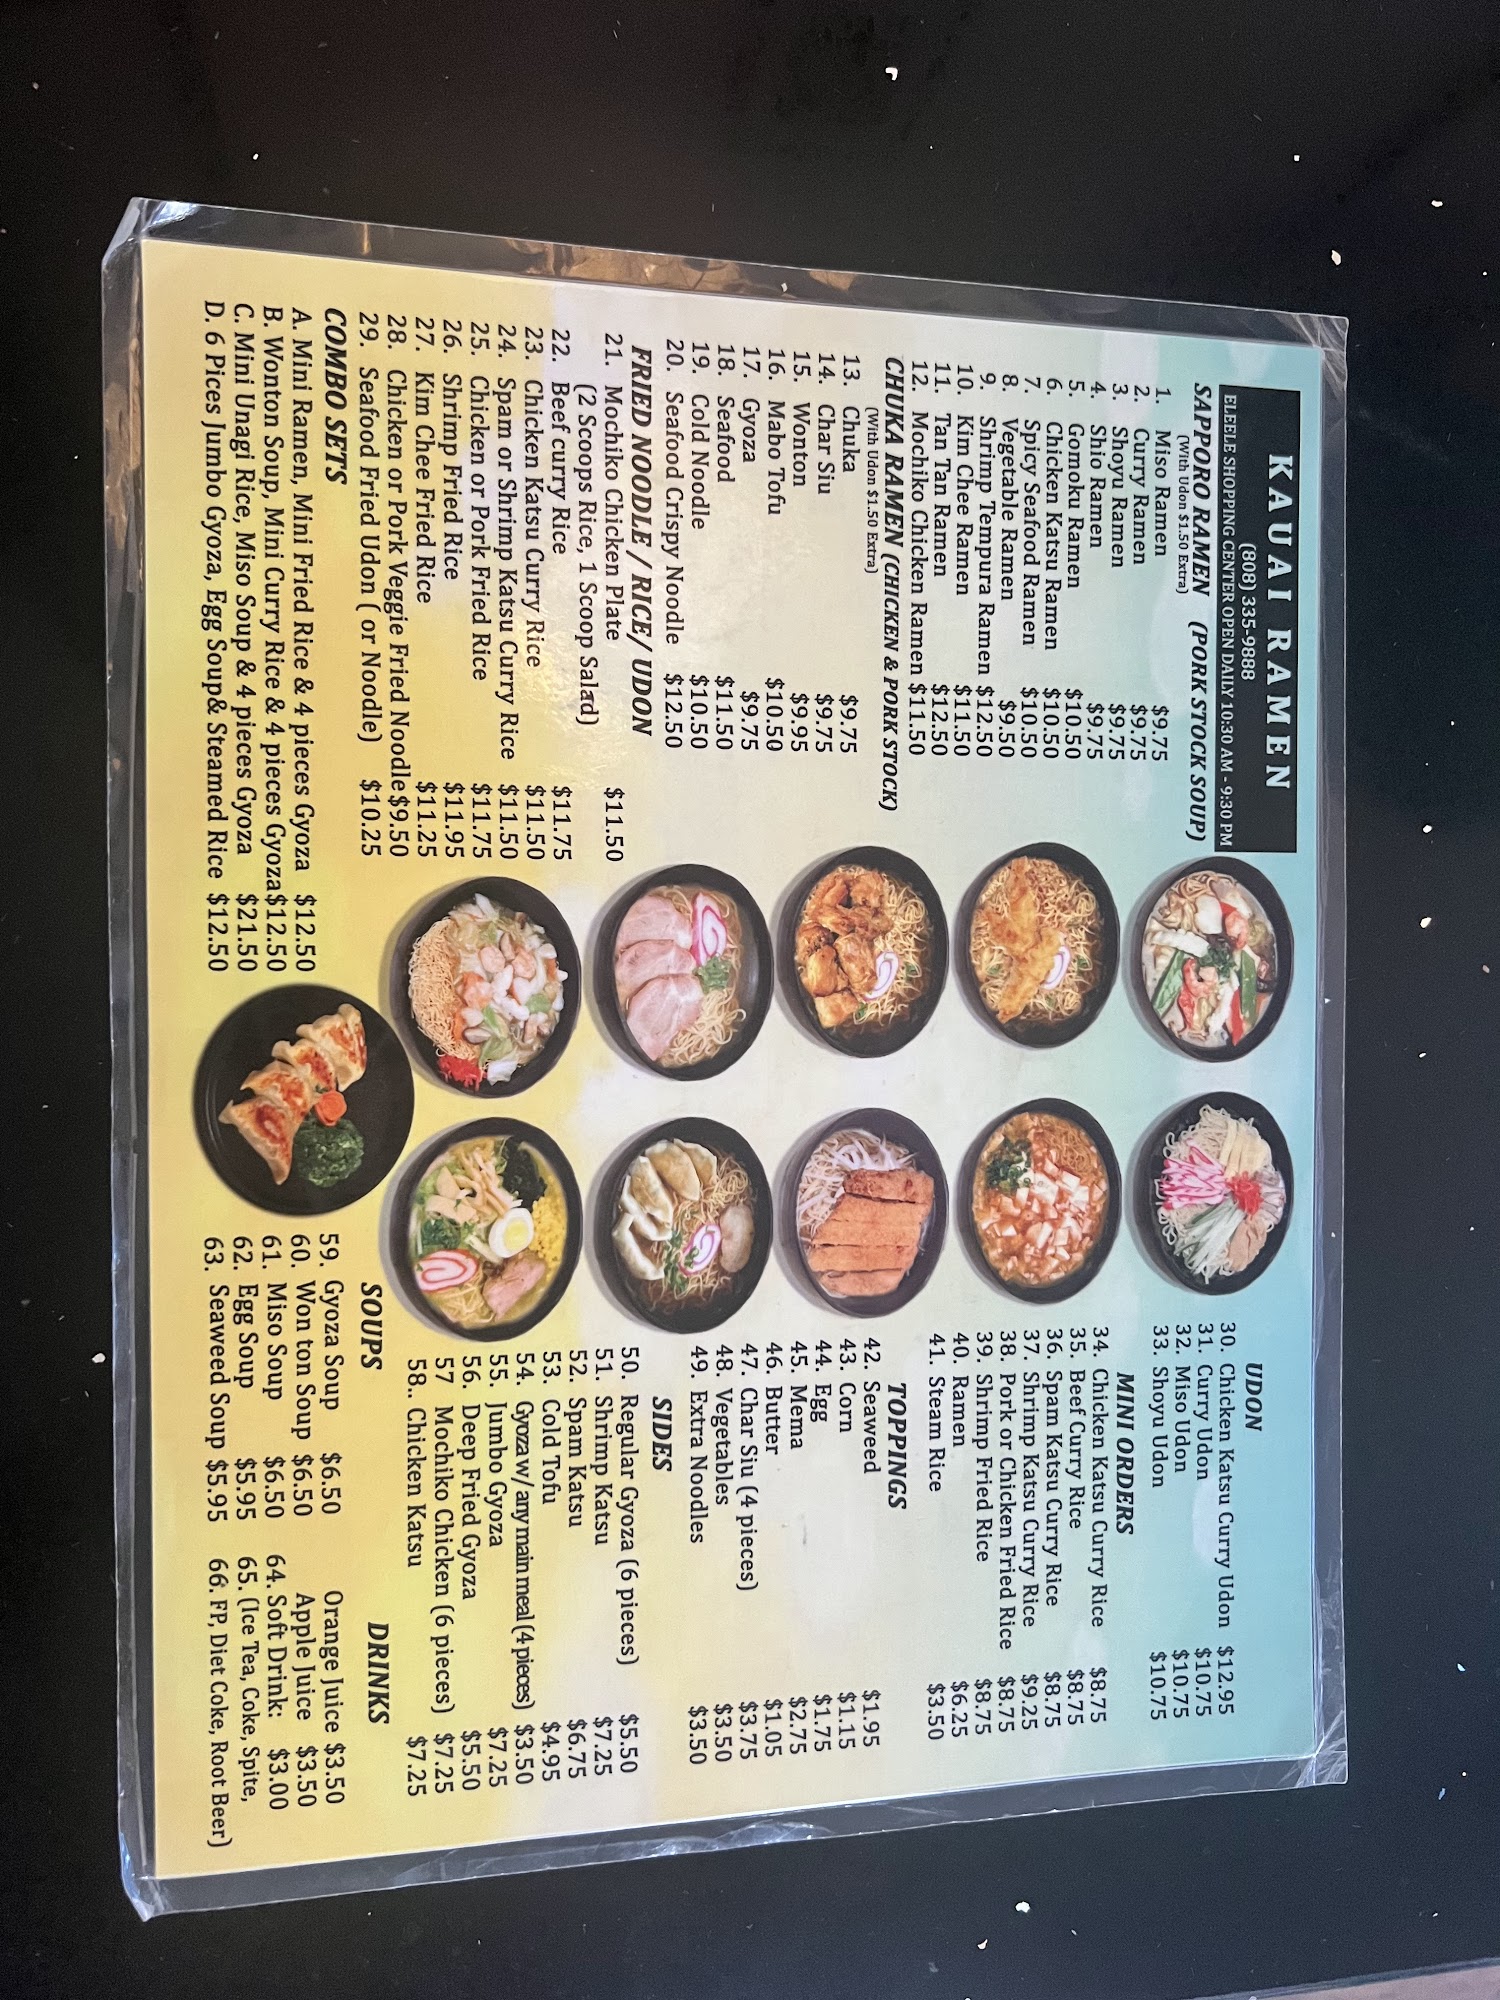 KAUAI RAMEN
(808) 335-9888
ELEELE SHOPPING CENTER OPEN DAILY 10:30 AM - 9:30 PM
SAPPORO RAMEN (PORK STOCK SOUP)
(With Udon $1.50 Extra)
1. Miso Ramen $9.75
2. Curry Ramen $9.75
3. Shoyu Ramen $9.75
4. Shio Ramen $9.75
5. Gomoku Ramen $10.50
6. Chicken Katsu Ramen $10.50
7. Spicy Seafood Ramen $10.50
8. Vegetable Ramen $9.50
9. Shrimp Tempura Ramen $12.50
10. Kim Chee Ramen $11.50
11. Tan Tan Ramen $12.50
12. Mochiko Chicken Ramen $11.50
CHUKA RAMEN (CHICKEN & PORK STOCK)
(With Udon $1.50 Extra)
13. Chuka $9.75
14. Char Siu $9.75
15. Wonton $9.95
16. Mabo Tofu $10.50
17. Gyoza $9.75
18. Seafood $11.50
19. Cold Noodle $10.50
20. Seafood Crispy Noodle $12.50
FRIED NOODLE / RICE/ UDON
21. Mochiko Chicken Plate $11.50
(2 Scoops Rice, 1 Scoop Salad)
22. Beef curry Rice $11.75
23. Chicken Katsu Curry Rice $11.50
24. Spam or Shrimp Katsu Curry Rice $11.50
25. Chicken or Pork Fried Rice $11.75
26. Shrimp Fried Rice $11.95
27. Kim Chee Fried Rice $11.25
28. Chicken or Pork Veggie Fried Noodle $9.50
29. Seafood Fried Udon ( or Noodle) $10.25
COMBO SETS
A. Mini Ramen, Mini Fried Rice & 4 pieces Gyoza $12.50
B. Wonton Soup, Mini Curry Rice & 4 pieces Gyoza $12.50
C. Mini Unagi Rice, Miso Soup & 4 pieces Gyoza $21.50
D. 6 Pices Jumbo Gyoza, Egg Soup& Steamed Rice $12.50
UDON
30. Chicken Katsu Curry Udon $12.95
31. Curry Udon $10.75
32. Miso Udon $10.75
33. Shoyu Udon $10.75
MINI ORDERS
34. Chicken Katsu Curry Rice $8.75
35. Beef Curry Rice $8.75
36. Spam Katsu Curry Rice $8.75
37. Shrimp Katsu Curry Rice $9.25
38. Pork or Chicken Fried Rice $8.75
39. Shrimp Fried Rice $8.75
40. Ramen $6.25
41. Steam Rice $3.50
TOPPINGS
42. Seaweed $1.95
43. Corn $1.15
44. Egg $1.75
45. Mema $2.75
46. Butter $1.05
47. Char Siu (4 pieces) $3.75
48. Vegetables $3.50
49. Extra Noodles $3.50
SIDES
50. Regular Gyoza (6 pieces) $5.50
51. Shrimp Katsu $7.25
52. Spam Katsu $6.75
53. Cold Tofu $4.95
54. Gyoza w/ any main meal (4 pieces) $3.50
55. Jumbo Gyoza $7.25
56. Deep Fried Gyoza $5.50
57 Mochiko Chicken (6 pieces) $7.25
58.. Chicken Katsu $7.25
SOUPS
59. Gyoza Soup $6.50
60. Won ton Soup $6.50
61. Miso Soup $6.50
62. Egg Soup $5.95
63. Seaweed Soup $5.95
DRINKS
Orange Juice $3.50
Apple Juice $3.50
64. Soft Drink: $3.00
65. (Ice Tea, Coke, Spite,
66. FP, Diet Coke, Root Beer)